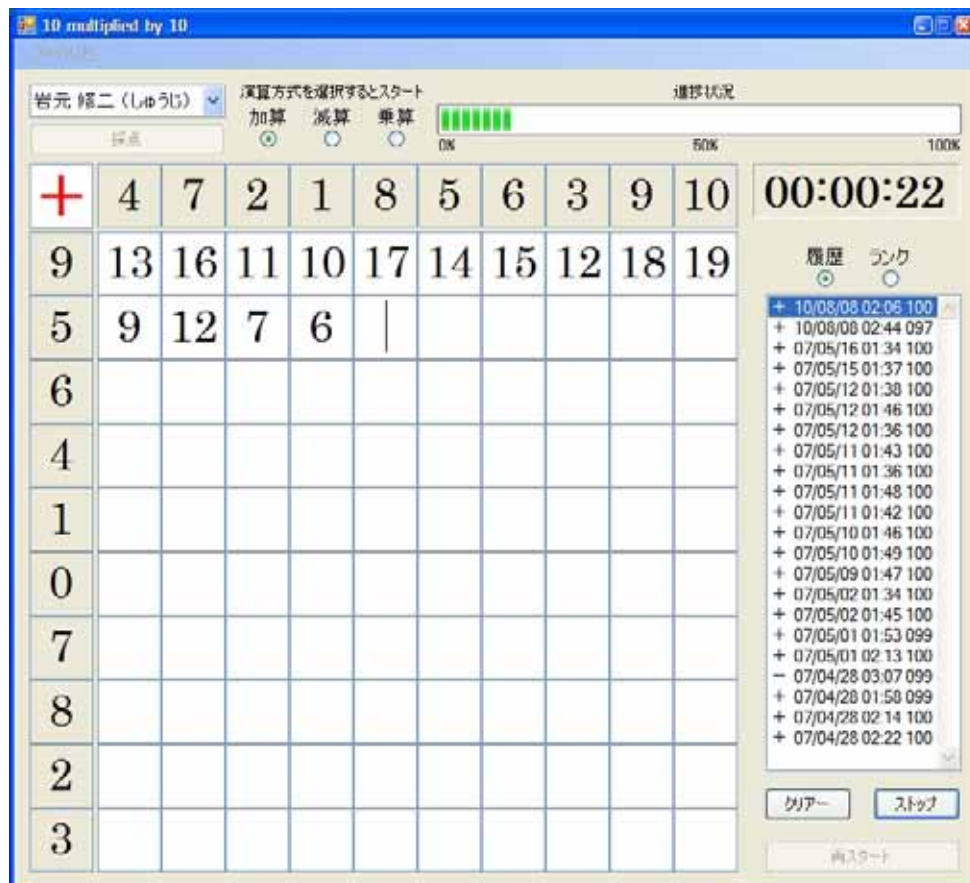 10 multiplied by 10
岩元 修二 (しゅうじ)
演算方式を選択するとスタート
進捗状況
加算 減算 乗算
採点
0% 50% 100%
+ 4 7 2 1 8 5 6 3 9 10
00:00:22
9 13 16 11 10 17 14 15 12 18 19
履歴 ランク
5 9 12 7 6
6
4
1
0
7
8
2
3
+ 10/08/08 02:06 100
+ 10/08/08 02:44 097
+ 07/05/16 01:34 100
+ 07/05/15 01:37 100
+ 07/05/12 01:38 100
+ 07/05/12 01:46 100
+ 07/05/12 01:36 100
+ 07/05/11 01:43 100
+ 07/05/11 01:36 100
+ 07/05/11 01:48 100
+ 07/05/11 01:42 100
+ 07/05/10 01:46 100
+ 07/05/10 01:49 100
+ 07/05/09 01:47 100
+ 07/05/02 01:34 100
+ 07/05/02 01:45 100
+ 07/05/01 01:53 099
+ 07/05/01 02:13 100
− 07/04/28 03:07 099
+ 07/04/28 01:58 099
+ 07/04/28 02:14 100
+ 07/04/28 02:22 100
クリアー ストップ
再スタート